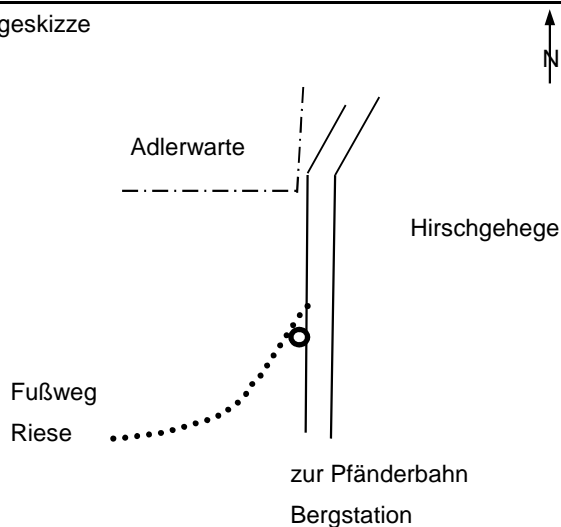 geskizze
N
Adlerwarte
Hirschgehege
Fußweg
Riese
zur Pfänderbahn
Bergstation